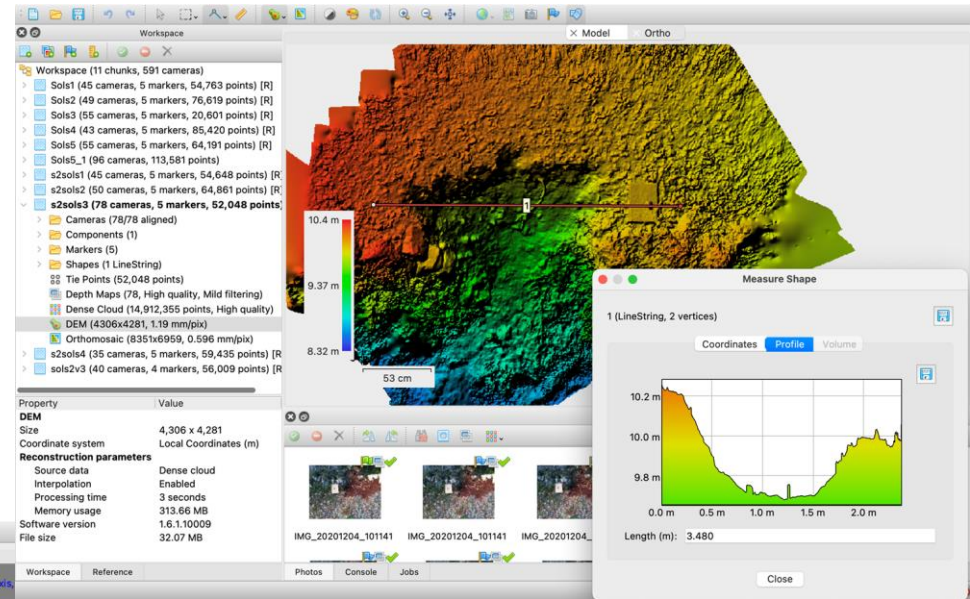 Workspace
Workspace (11 chunks, 591 cameras)
Sols1 (45 cameras, 5 markers, 54,763 points) [R]
Sols2 (49 cameras, 5 markers, 76,619 points) [R]
Sols3 (55 cameras, 5 markers, 20,601 points) [R]
Sols4 (43 cameras, 5 markers, 85,420 points) [R]
Sols5 (55 cameras, 5 markers, 64,191 points) [R]
Sols5_1 (96 cameras, 113,581 points)
s2sols1 (45 cameras, 5 markers, 54,648 points) [R
s2sols2 (50 cameras, 5 markers, 64,861 points) [R
s2sols3 (78 cameras, 5 markers, 52,048 points
Cameras (78/78 aligned)
Components (1)
Markers (5)
Shapes (1 LineString)
Tie Points (52,048 points)
Depth Maps (78, High quality, Mild filtering)
Dense Cloud (14,912,355 points, High quality)
DEM (4306x4281, 1.19 mm/pix)
Orthomosaic (8351x6959, 0.596 mm/pix)
s2sols4 (35 cameras, 5 markers, 59,435 points) [R
sols2v3 (40 cameras, 4 markers, 56,009 points) [R
Property Value
DEM
Size 4,306 x 4,281
Coordinate system Local Coordinates (m)
Reconstruction parameters
Source data Dense cloud
Interpolation Enabled
Processing time 3 seconds
Memory usage 313.66 MB
Software version 1.6.1.10009
File size 32.07 MB
Workspace Reference
xis,
Model Ortho
1
10.4 m
9.37 m
8.32 m
53 cm
IMG_20201204_101141 IMG_20201204_101141 IMG_20201204_
Photos Console Jobs
Measure Shape
1 (LineString, 2 vertices)
Coordinates Profile Volume
10.2 m
10.0 m
9.8 m
0.0 m 0.5 m 1.0 m 1.5 m 2.0 m
Length (m): 3.480
Close